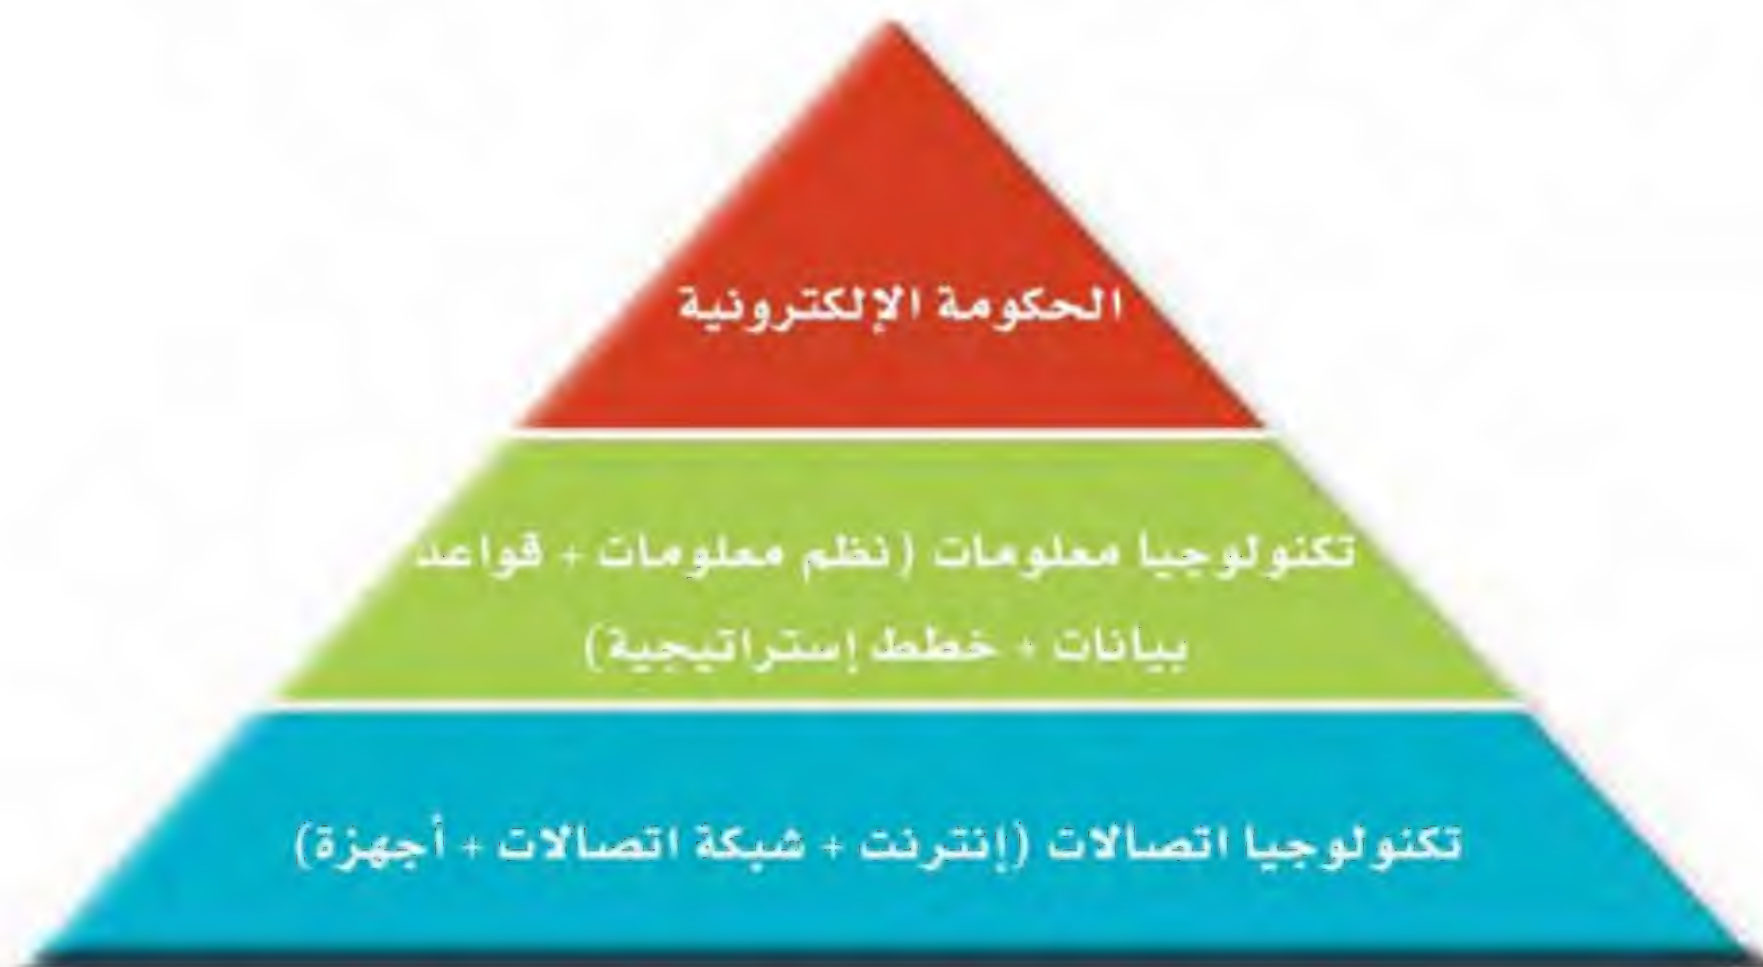 الحكومة الإلكترونية
تكنولوجيا معلومات (نظم معلومات + قواعد
بيانات + خطط إستراتيجية)
تكنولوجيا اتصالات (إنترنت + شبكة اتصالات + أجهزة)